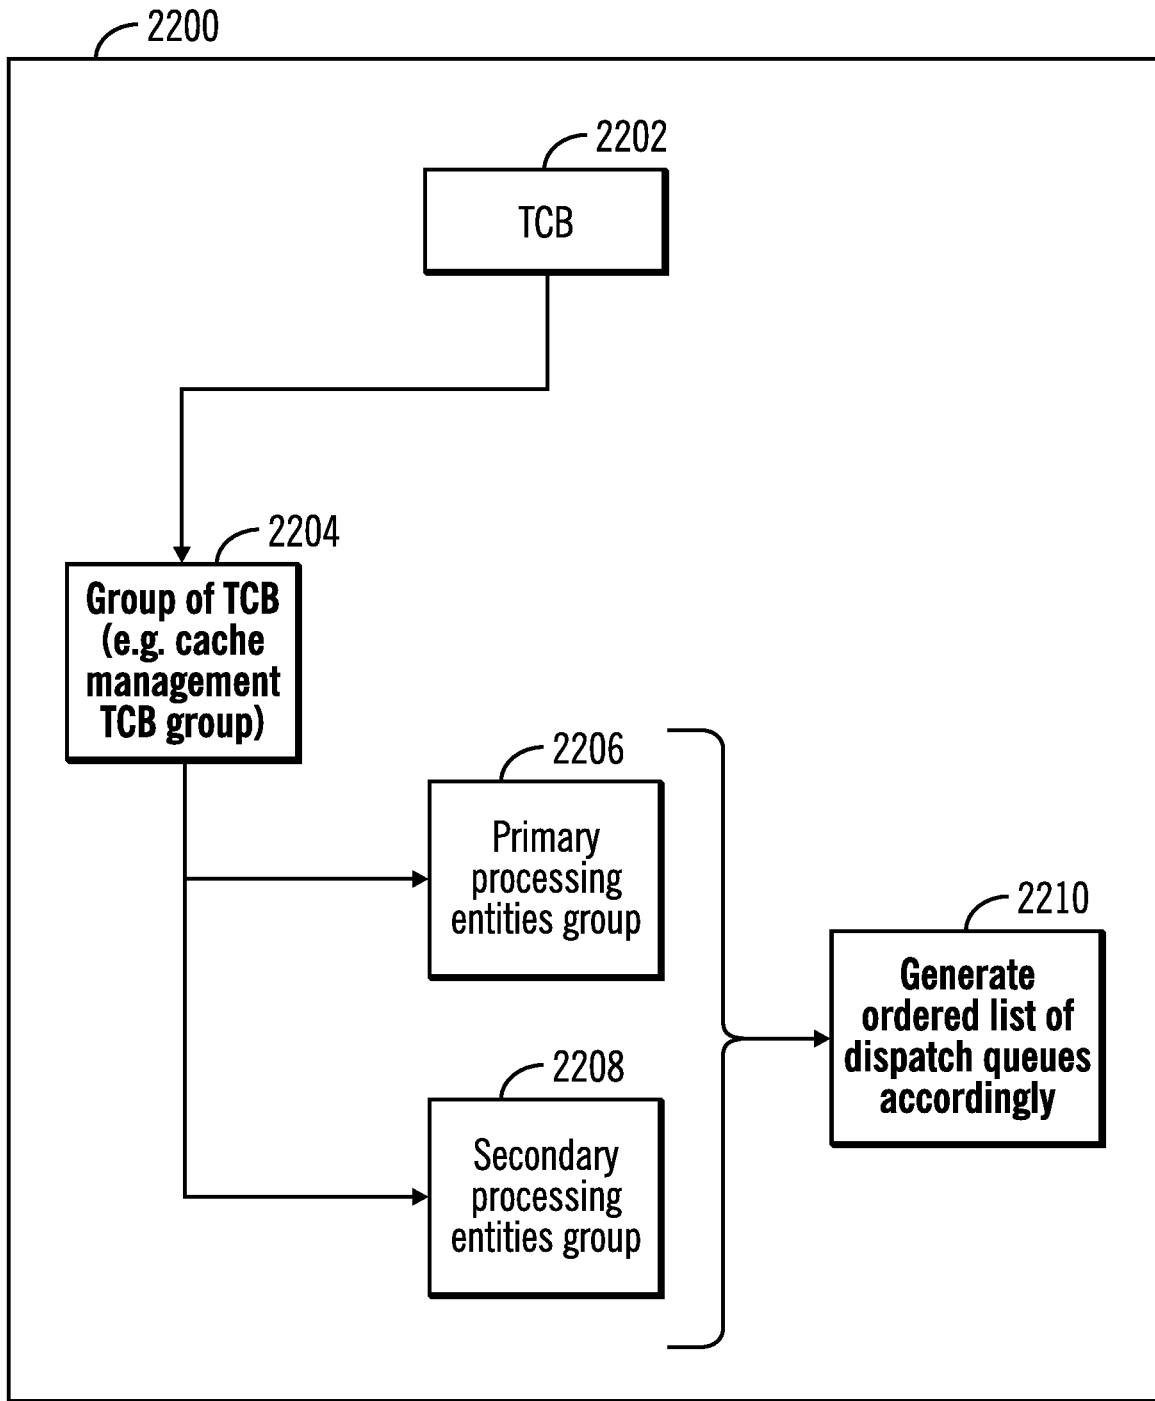 2200
2202
TCB
2204
Group of TCB
(e.g. cache
management
TCB group)
2206
Primary
processing
entities group
2210
Generate
ordered list of
dispatch queues
accordingly
2208
Secondary
processing
entities group